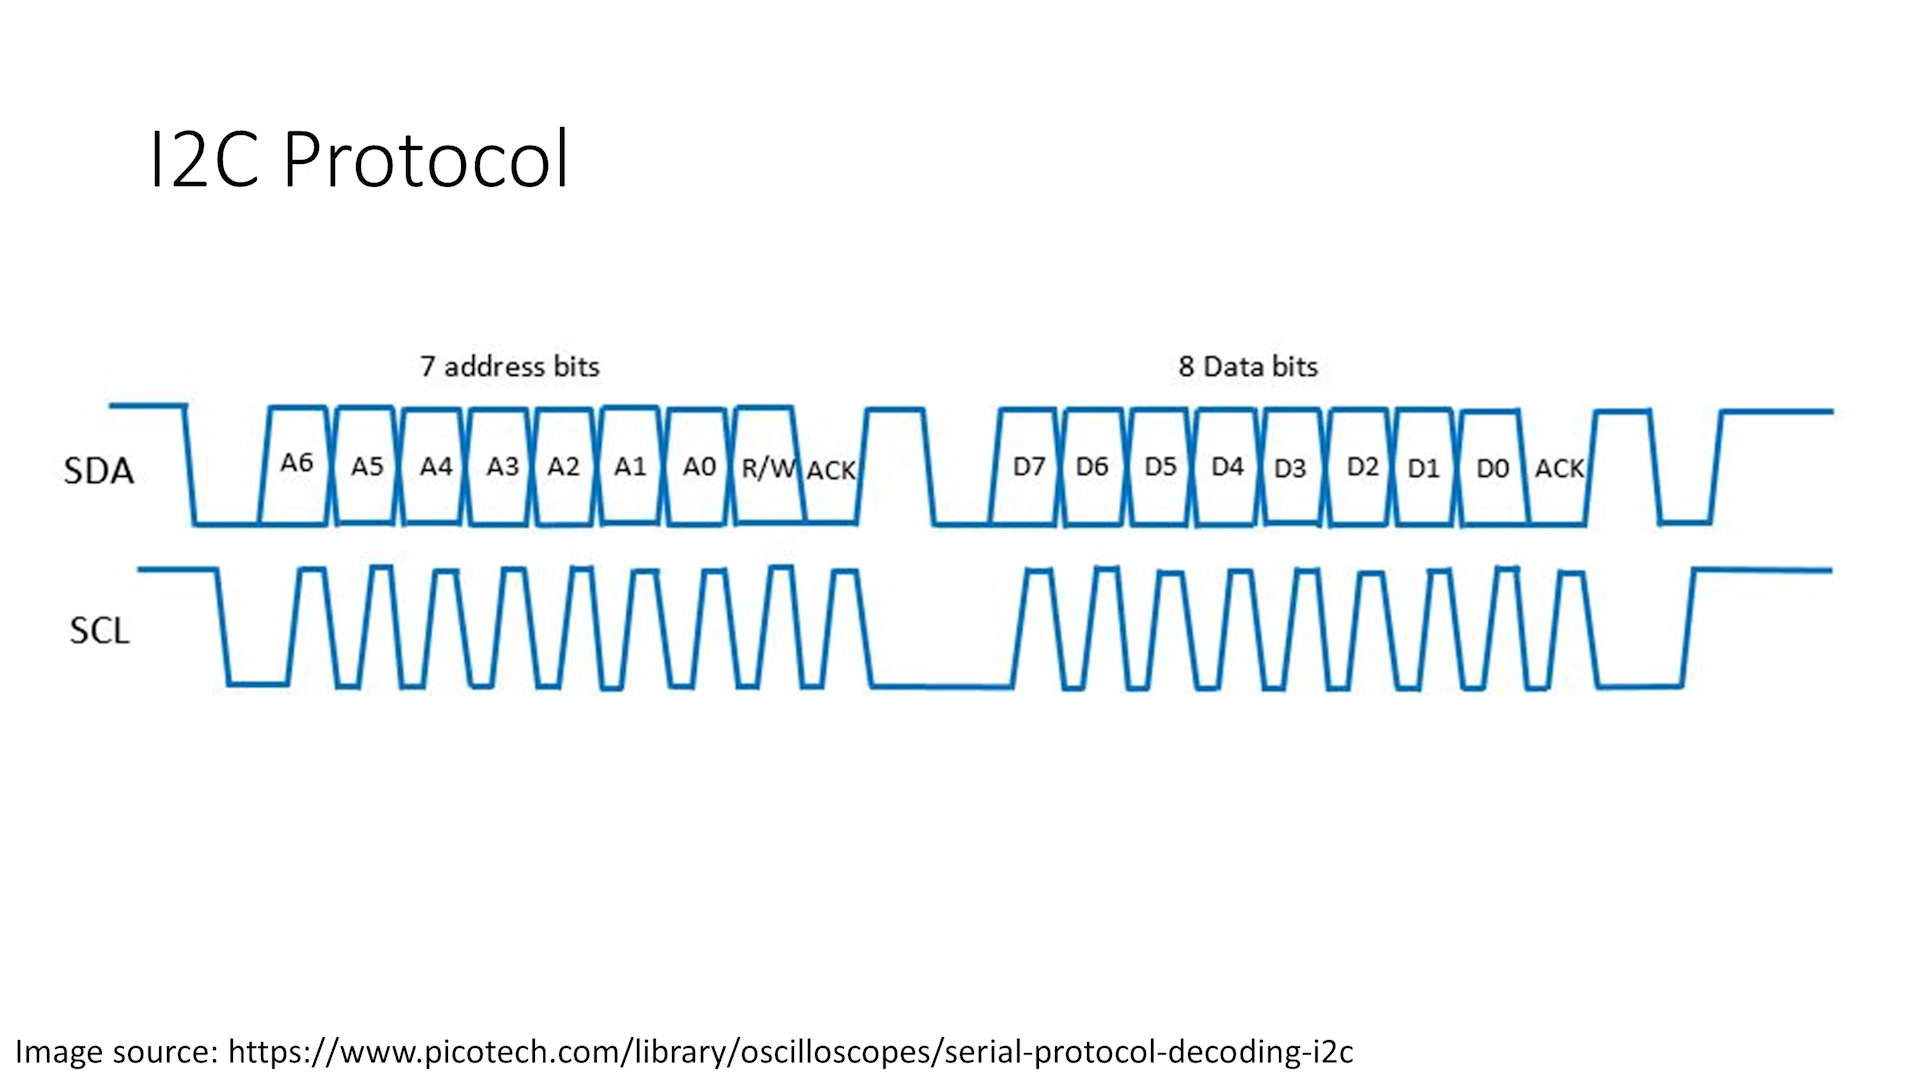 I2C Protocol
7 address bits
8 Data bits
SDA
A6 A5 A4 A3 A2 A1 A0 R/W ACK
D7 D6 D5 D4 D3 D2 D1 D0 ACK
SCL
Image source: https://www.picotech.com/library/oscilloscopes/serial-protocol-decoding-i2c